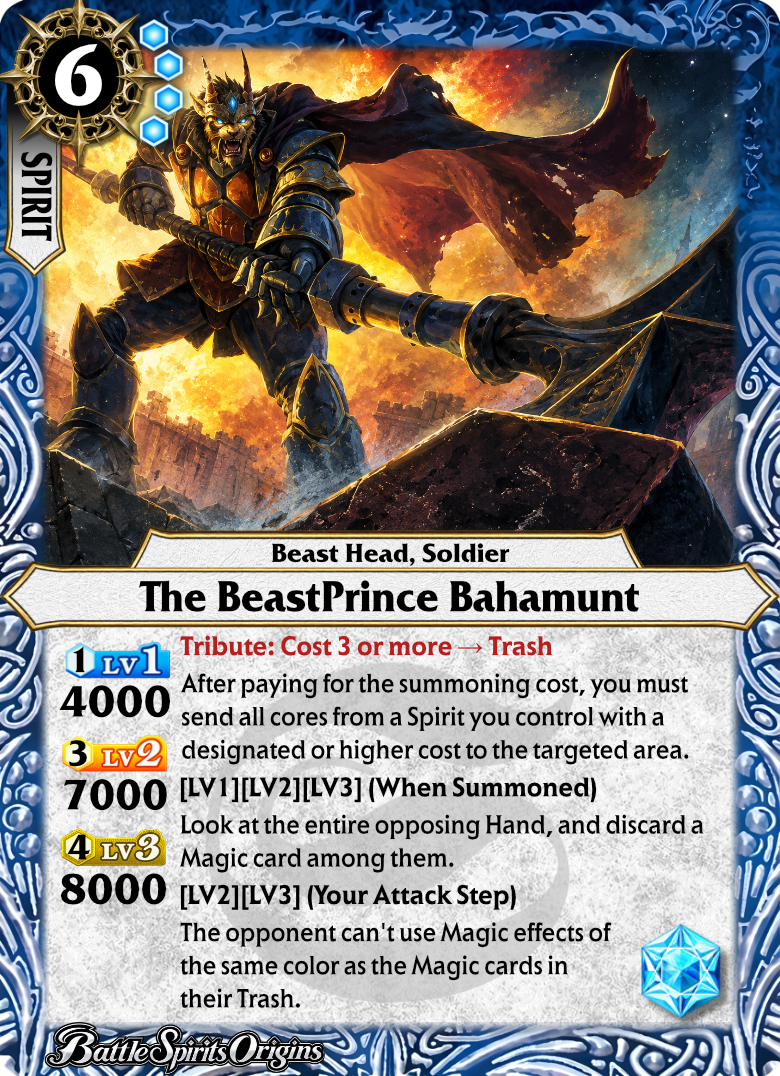 6
SPIRIT
Beast Head, Soldier
The BeastPrince Bahamunt
Tribute: Cost 3 or more → Trash
1 LV1
4000
After paying for the summoning cost, you must
send all cores from a Spirit you control with a
designated or higher cost to the targeted area.
3 LV2
7000
[LV1][LV2][LV3] (When Summoned)
Look at the entire opposing Hand, and discard a
Magic card among them.
4 LV3
8000
[LV2][LV3] (Your Attack Step)
The opponent can't use Magic effects of
the same color as the Magic cards in
their Trash.
Battle Spirits Origins